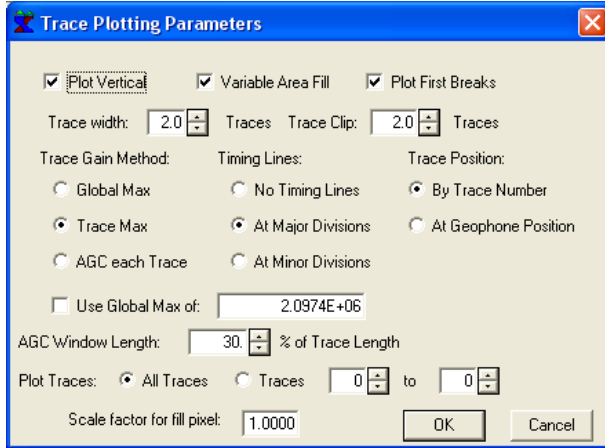 Trace Plotting Parameters
Plot Vertical Variable Area Fill Plot First Breaks
Trace width: 2.0 Traces Trace Clip: 2.0 Traces
Trace Gain Method: Timing Lines: Trace Position:
Global Max No Timing Lines By Trace Number
Trace Max At Major Divisions At Geophone Position
AGC each Trace At Minor Divisions
Use Global Max of: 2.0974E+06
AGC Window Length: 30. % of Trace Length
Plot Traces: All Traces Traces 0 to 0
Scale factor for fill pixel: 1.0000 OK Cancel